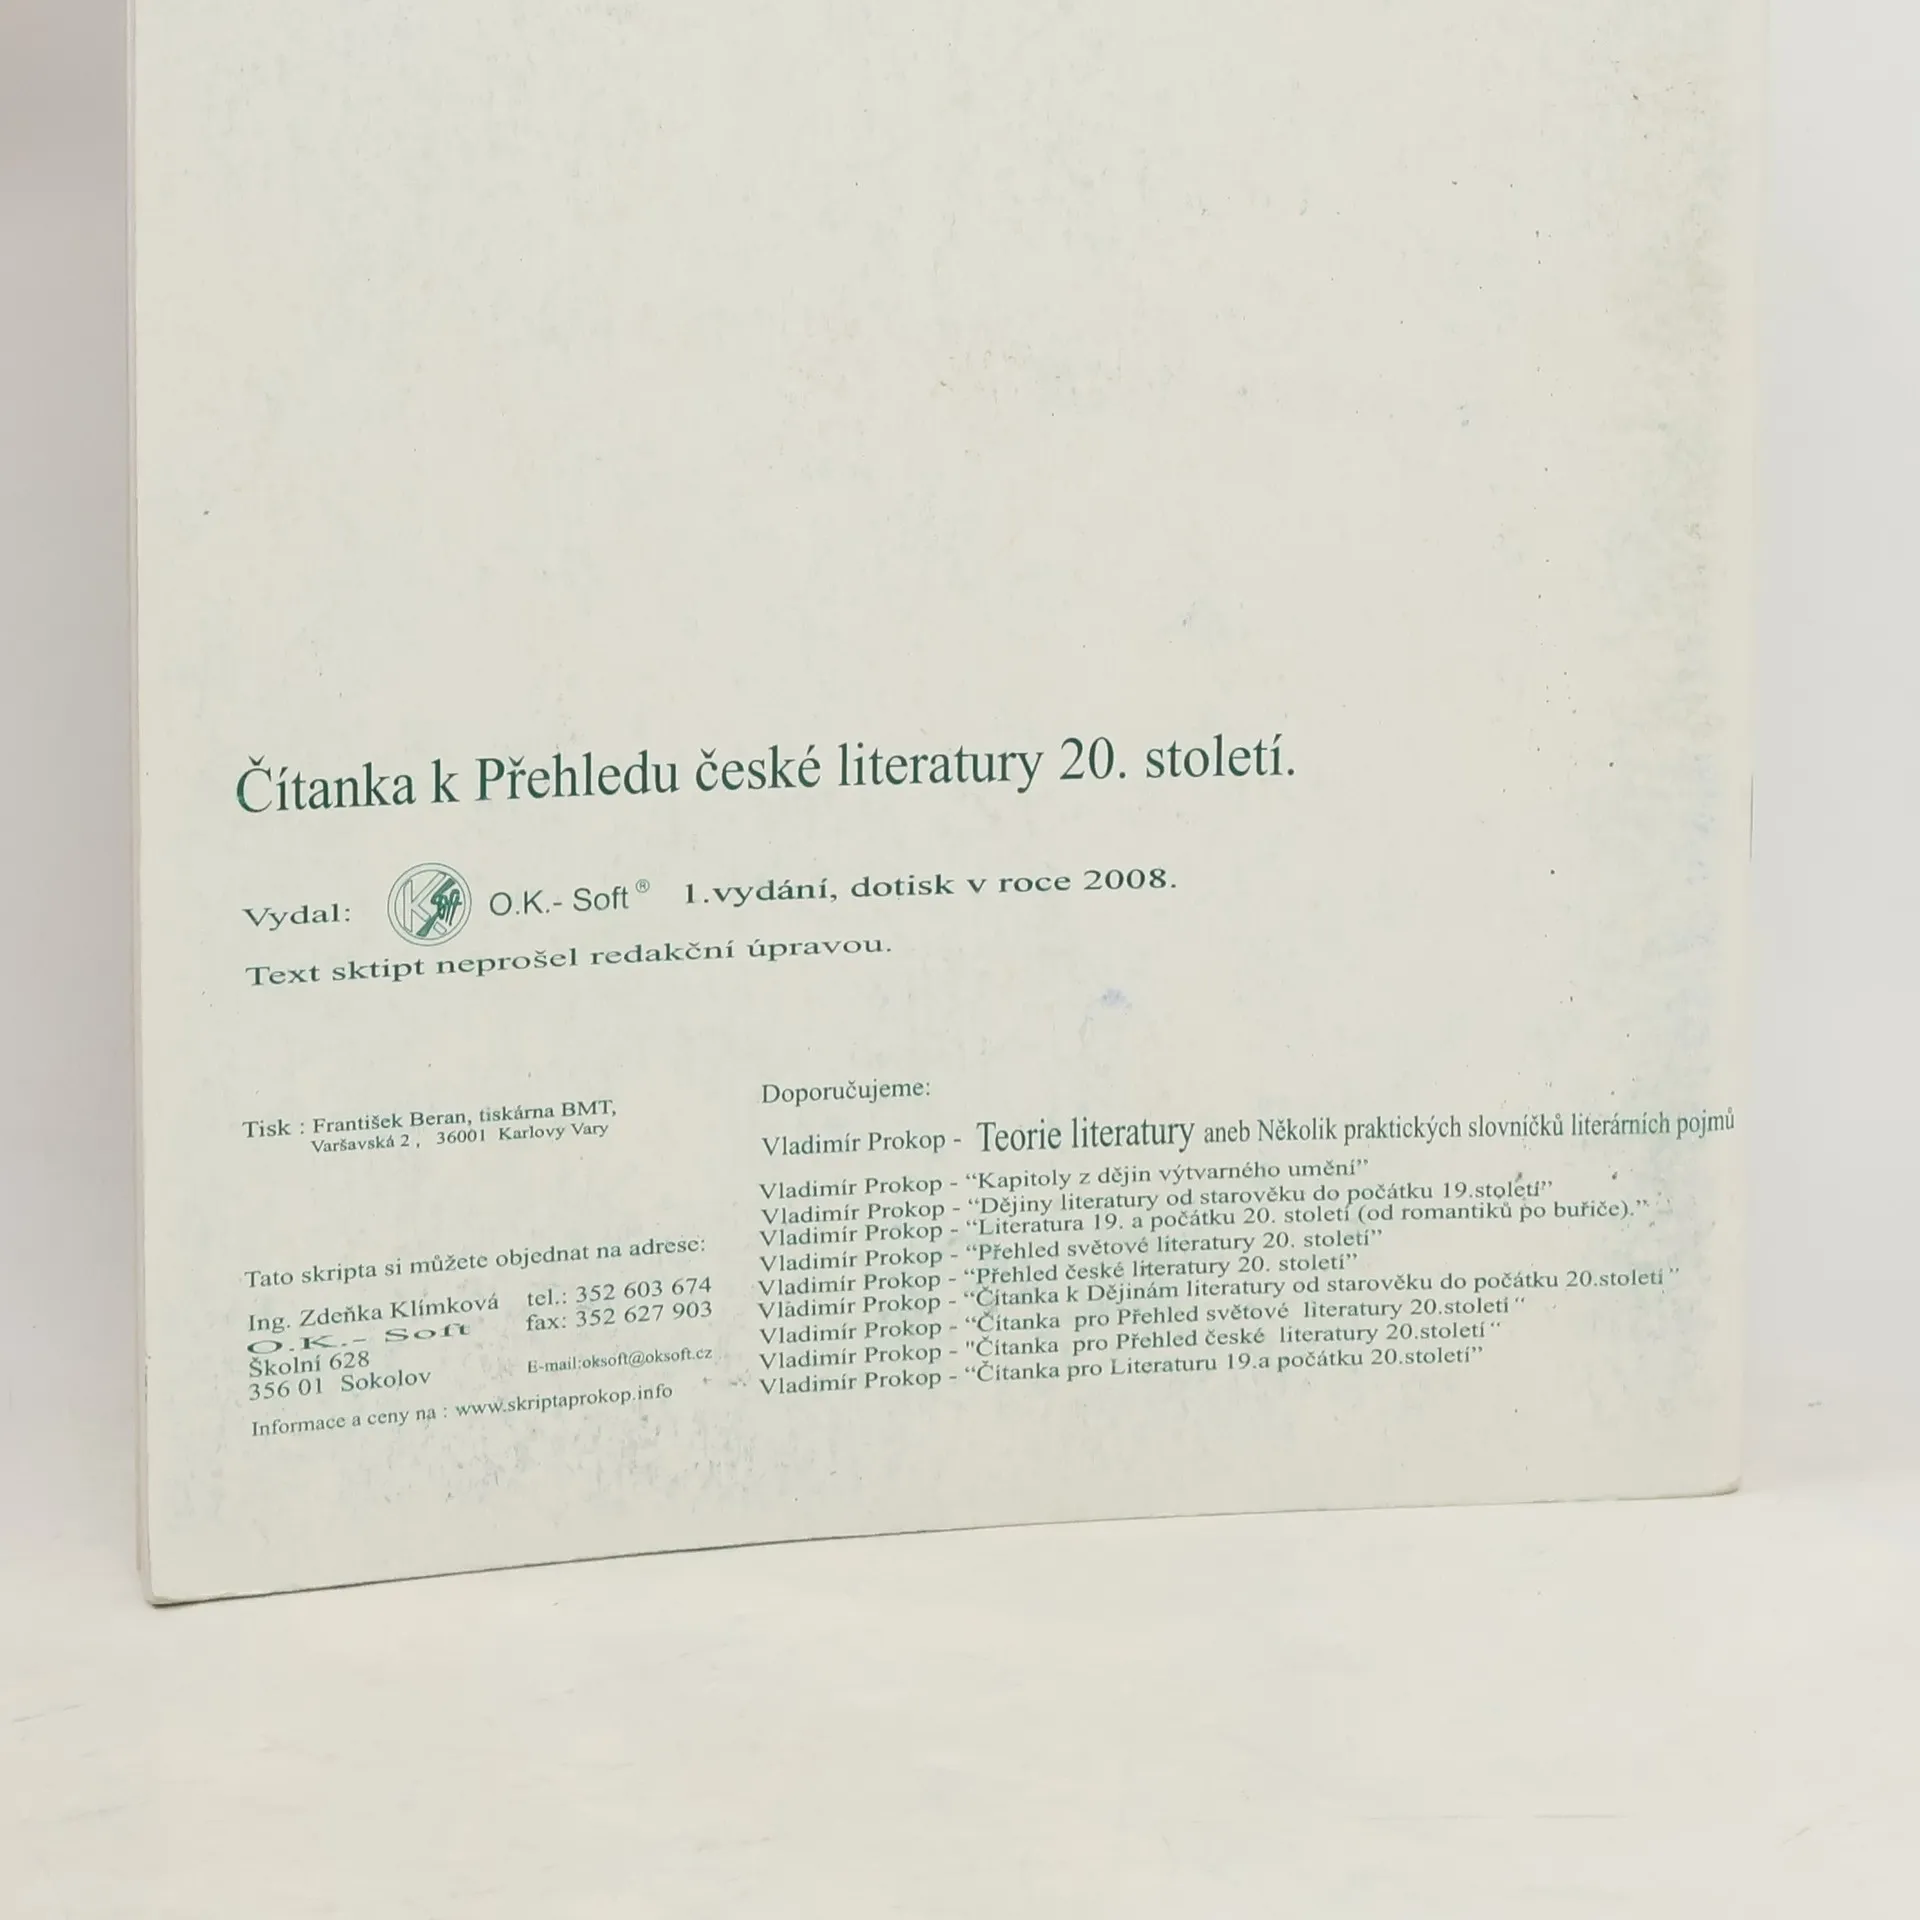 Čítanka k Přehledu české literatury 20. století.
Vydal: O.K.- Soft ® 1.vydání, dotisk v roce 2008.
Text sktipt neprošel redakční úpravou.
Tisk : František Beran, tiskárna BMT,
Varšavská 2 , 36001 Karlovy Vary
Tato skripta si můžete objednat na adrese:
Ing. Zdeňka Klímková tel.: 352 603 674
O.K.- Soft fax: 352 627 903
Školní 628
356 01 Sokolov E-mail:oksoft@oksoft.cz
Informace a ceny na : www.skriptaprokop.info
Doporučujeme:
Vladimír Prokop - Teorie literatury aneb Několik praktických slovníčků literárních pojmů
Vladimír Prokop - “Kapitoly z dějin výtvarného umění”
Vladimír Prokop - “Dějiny literatury od starověku do počátku 19.století”
Vladimír Prokop - “Literatura 19. a počátku 20. století (od romantiků po buřiče).”
Vladimír Prokop - “Přehled světové literatury 20. století”
Vladimír Prokop - “Přehled české literatury 20. století”
Vladimír Prokop - “Čítanka k Dějinám literatury od starověku do počátku 20.století ”
Vladimír Prokop - “Čítanka pro Přehled světové literatury 20.století “
Vladimír Prokop - "Čítanka pro Přehled české literatury 20.století “
Vladimír Prokop - “Čítanka pro Literaturu 19.a počátku 20.století”